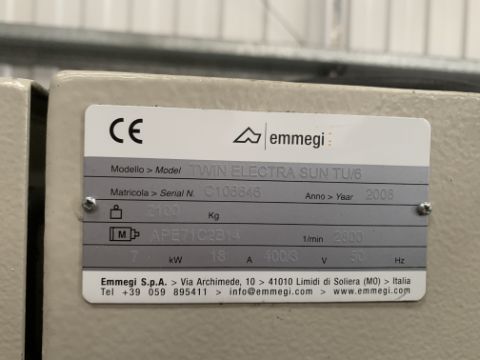 CE emmegi
Modello > Model TWIN ELECTRA SUN TU/6
Matricola > Serial N. C108646 Anno > Year 2008
2100 Kg
M APE71C2B14 1/min 2800
7 kW 18 A 400/3 V 50 Hz
Emmegi S.p.A. > Via Archimede, 10 > 41010 Limidi di Soliera (MO) > Italia
Tel +39 059 895411 > info@emmegi.com > www.emmegi.com